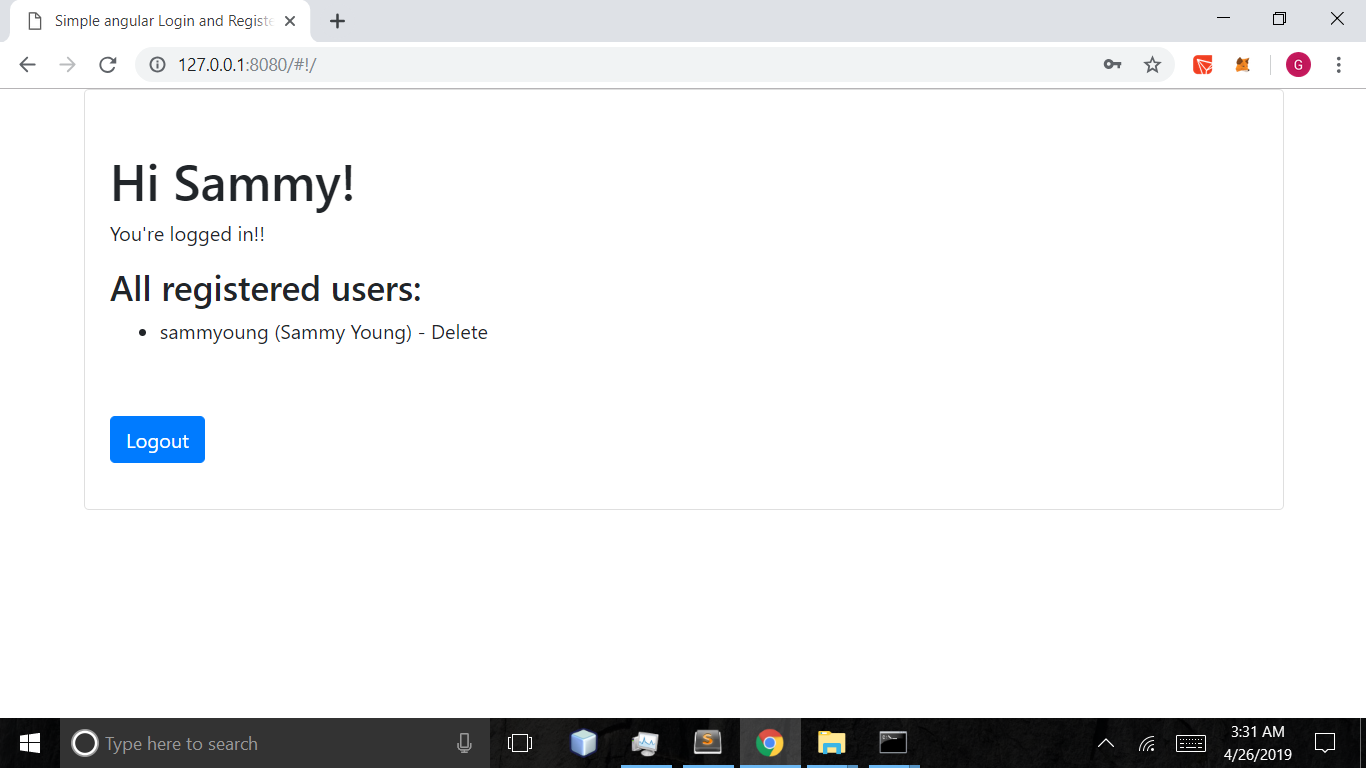 Simple angular Login and Registe
127.0.0.1:8080/#!/
G
Hi Sammy!
You're logged in!!
All registered users:
• sammyoung (Sammy Young) - Delete
Logout
Type here to search
S
3:31 AM
4/26/2019